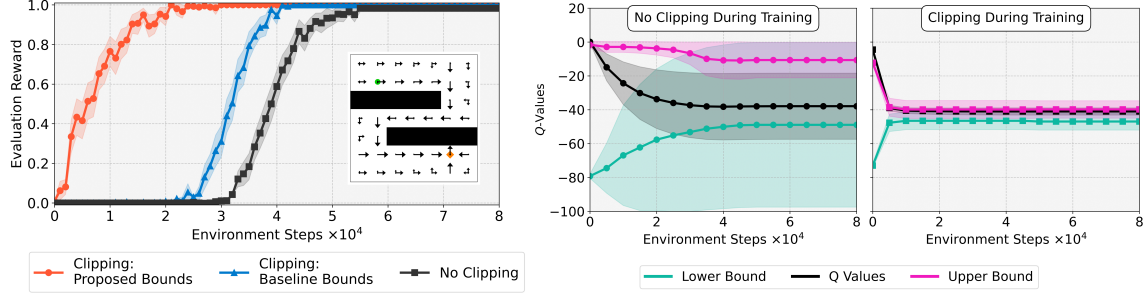 Evaluation Reward
1.0
0.8
0.6
0.4
0.2
0.0
0 1 2 3 4 5 6 7 8
Environment Steps ×10⁴
Clipping:
Proposed Bounds
Clipping:
Baseline Bounds
No Clipping
Q-Values
20
0
−20
−40
−60
−80
−100
No Clipping During Training
0 2 4 6 8
Environment Steps ×10⁴
Clipping During Training
0 2 4 6 8
Environment Steps ×10⁴
Lower Bound
Q Values
Upper Bound